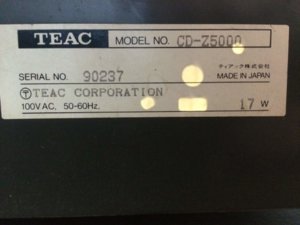 TEAC MODEL NO. CD-Z5000
SERIAL NO. 90237
ティアック株式会社
MADE IN JAPAN
TEAC CORPORATION
100V AC, 50-60Hz. 17 W